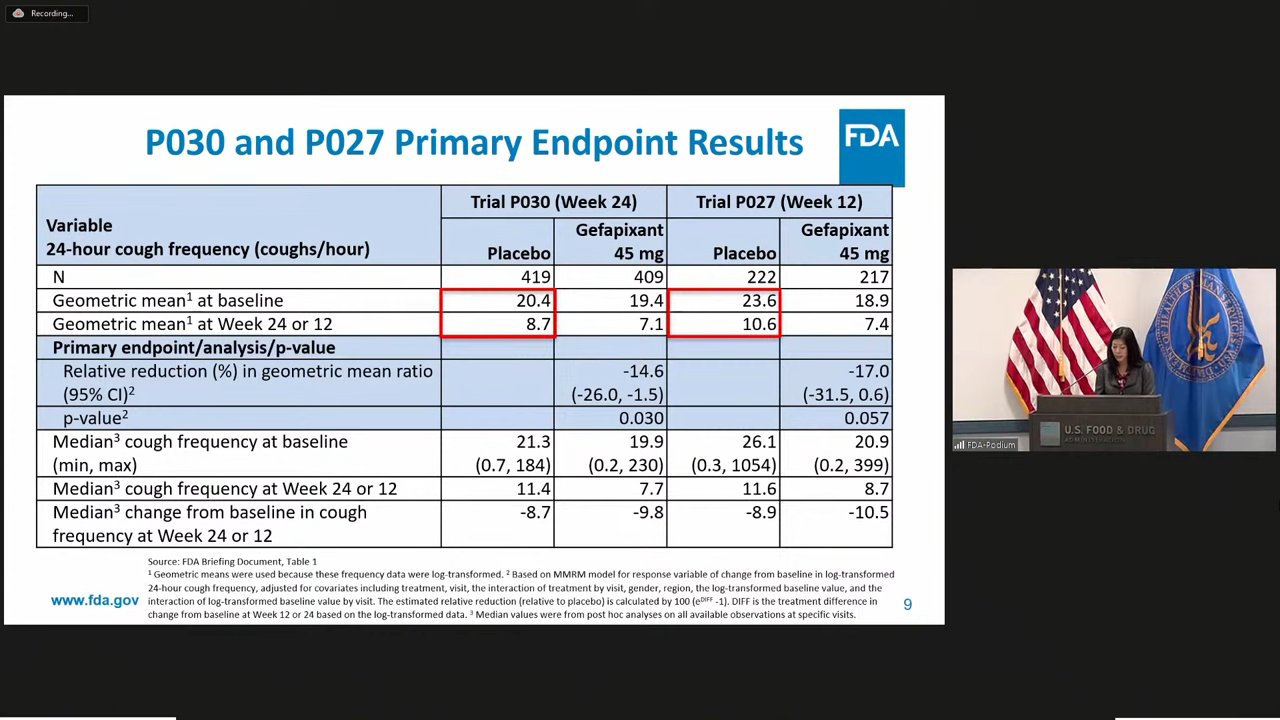 Recording...
P030 and P027 Primary Endpoint Results
FDA
Variable
24-hour cough frequency (coughs/hour)
Trial P030 (Week 24)
Trial P027 (Week 12)
Placebo
Gefapixant
45 mg
Placebo
Gefapixant
45 mg
N 419 409 222 217
Geometric mean¹ at baseline 20.4 19.4 23.6 18.9
Geometric mean¹ at Week 24 or 12 8.7 7.1 10.6 7.4
Primary endpoint/analysis/p-value
Relative reduction (%) in geometric mean ratio -14.6 -17.0
(95% CI)² (-26.0, -1.5) (-31.5, 0.6)
p-value² 0.030 0.057
Median³ cough frequency at baseline 21.3 19.9 26.1 20.9
(min, max) (0.7, 184) (0.2, 230) (0.3, 1054) (0.2, 399)
Median³ cough frequency at Week 24 or 12 11.4 7.7 11.6 8.7
Median³ change from baseline in cough -8.7 -9.8 -8.9 -10.5
frequency at Week 24 or 12
Source: FDA Briefing Document, Table 1
¹ Geometric means were used because these frequency data were log-transformed. ² Based on MMRM model for response variable of change from baseline in log-transformed
24-hour cough frequency, adjusted for covariates including treatment, visit, the interaction of treatment by visit, gender, region, the log-transformed baseline value, and the
interaction of log-transformed baseline value by visit. The estimated relative reduction (relative to placebo) is calculated by 100 (eᴰᴵᶠᶠ -1). DIFF is the treatment difference in
change from baseline at Week 12 or 24 based on the log-transformed data. ³ Median values were from post hoc analyses on all available observations at specific visits.
www.fda.gov
9
U.S. FOOD & DRUG
ADMINISTRATION
FDA-Podium